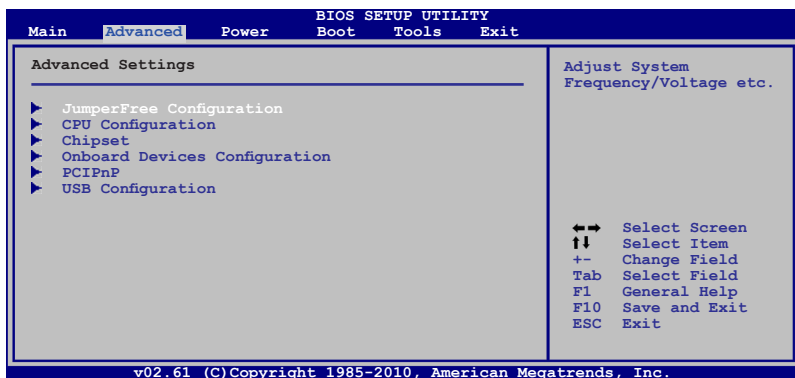 BIOS SETUP UTILITY
Main Advanced Power Boot Tools Exit
Advanced Settings
JumperFree Configuration
CPU Configuration
Chipset
Onboard Devices Configuration
PCIPnP
USB Configuration
Adjust System
Frequency/Voltage etc.
←→ Select Screen
↑↓ Select Item
+- Change Field
Tab Select Field
F1 General Help
F10 Save and Exit
ESC Exit
v02.61 (C)Copyright 1985-2010, American Megatrends, Inc.